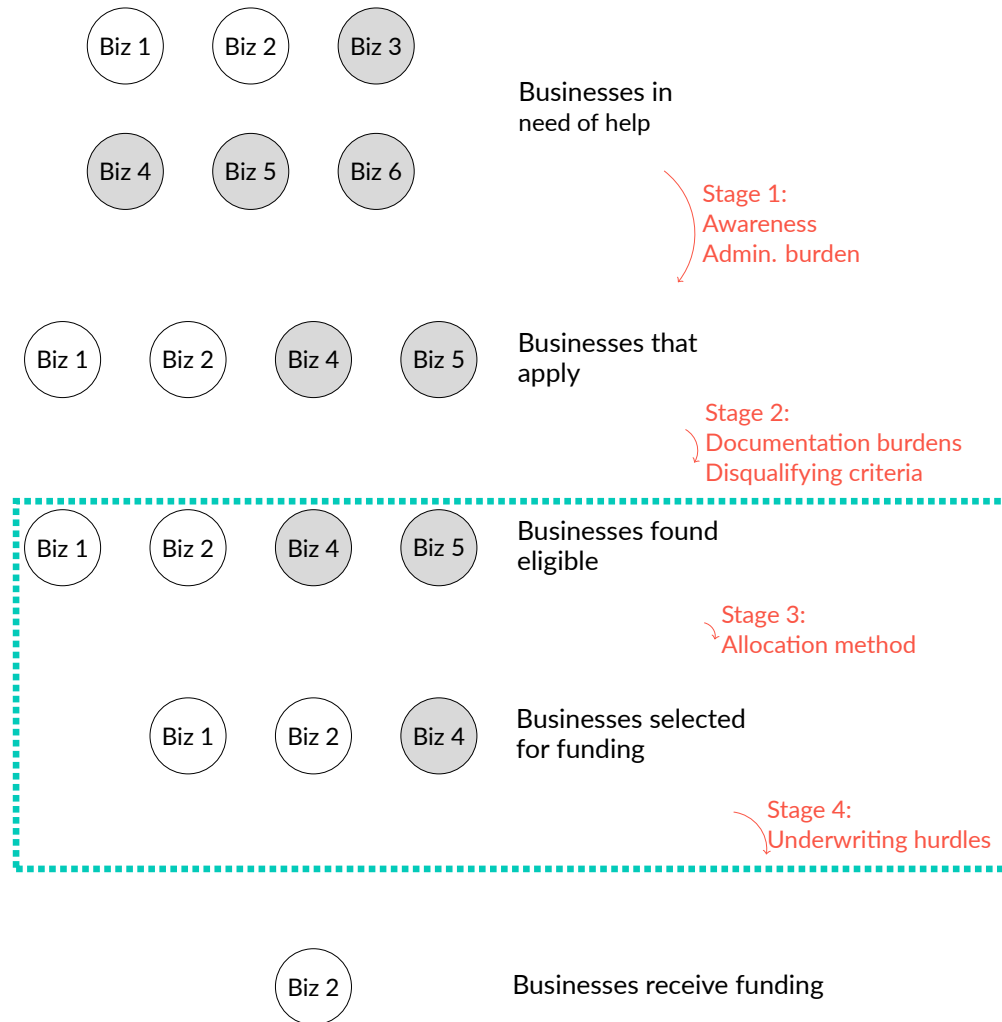 Biz 1
Biz 2
Biz 3
Businesses in
need of help
Biz 4
Biz 5
Biz 6
Stage 1:
Awareness
Admin. burden
Biz 1
Biz 2
Biz 4
Biz 5
Businesses that
apply
Stage 2:
Documentation burdens
Disqualifying criteria
Biz 1
Biz 2
Biz 4
Biz 5
Businesses found
eligible
Stage 3:
Allocation method
Biz 1
Biz 2
Biz 4
Businesses selected
for funding
Stage 4:
Underwriting hurdles
Biz 2
Businesses receive funding